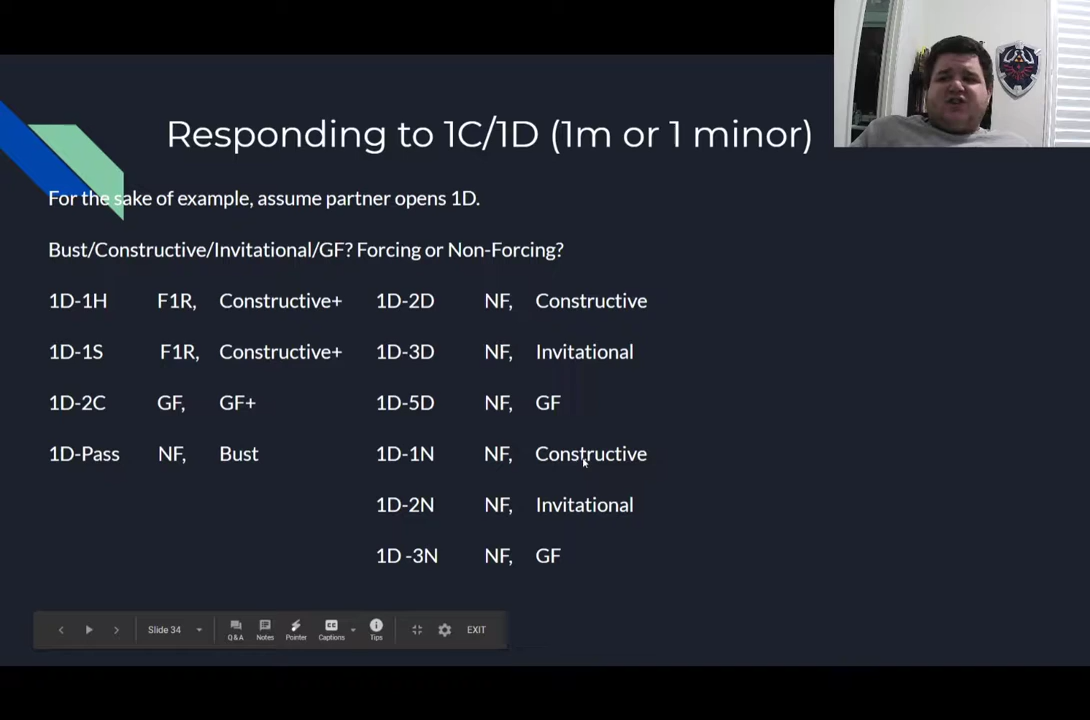 Responding to 1C/1D (1m or 1 minor)
For the sake of example, assume partner opens 1D.
Bust/Constructive/Invitational/GF? Forcing or Non-Forcing?
1D-1H F1R, Constructive+ 1D-2D NF, Constructive
1D-1S F1R, Constructive+ 1D-3D NF, Invitational
1D-2C GF, GF+ 1D-5D NF, GF
1D-Pass NF, Bust 1D-1N NF, Constructive
1D-2N NF, Invitational
1D -3N NF, GF
Slide 34 Q&A Notes Pointer CC Captions Tips EXIT